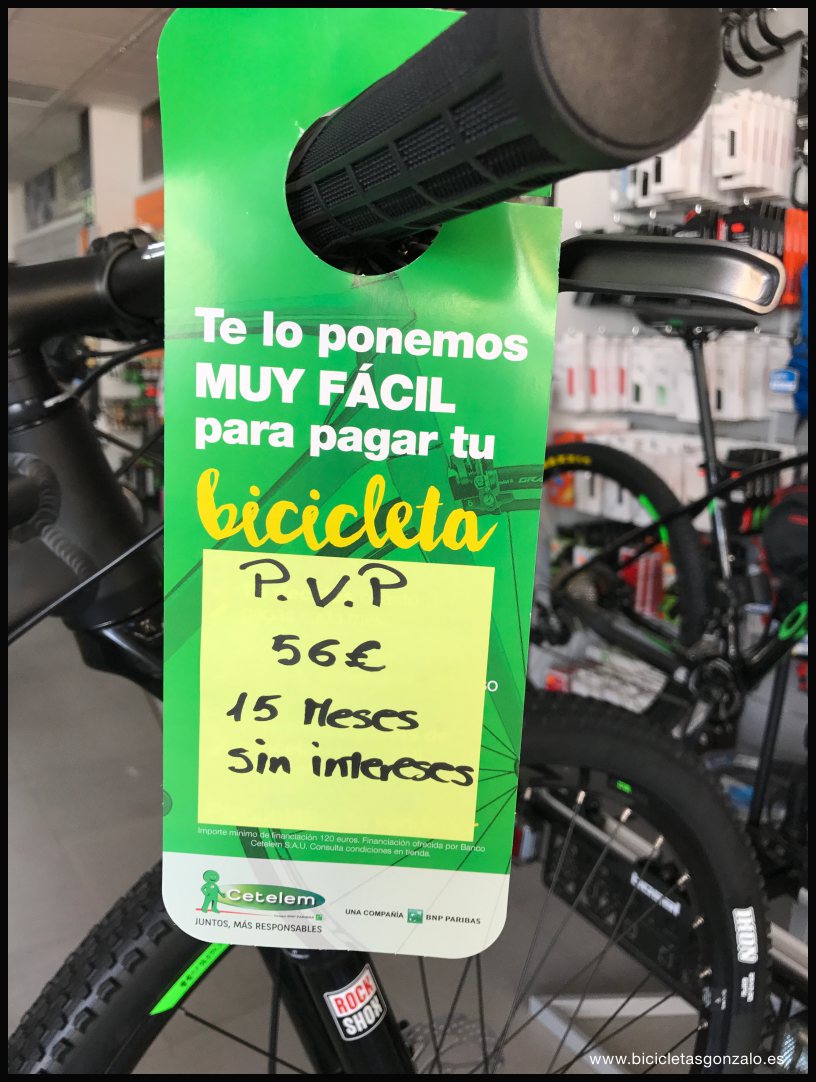 Te lo ponemos
MUY FÁCIL
para pagar tu
bicicleta
P.V.P
56€
15 Meses
sin intereses
so
Importe mínimo de financiación 120 euros. Financiación ofrecida por Banco
Cetelem S.A.U. Consulta condiciones en tienda.
Cetelem
JUNTOS, MÁS RESPONSABLES
UNA COMPAÑÍA BNP PARIBAS
ROCK
SHOX
IKON
www.bicicletasgonzalo.es